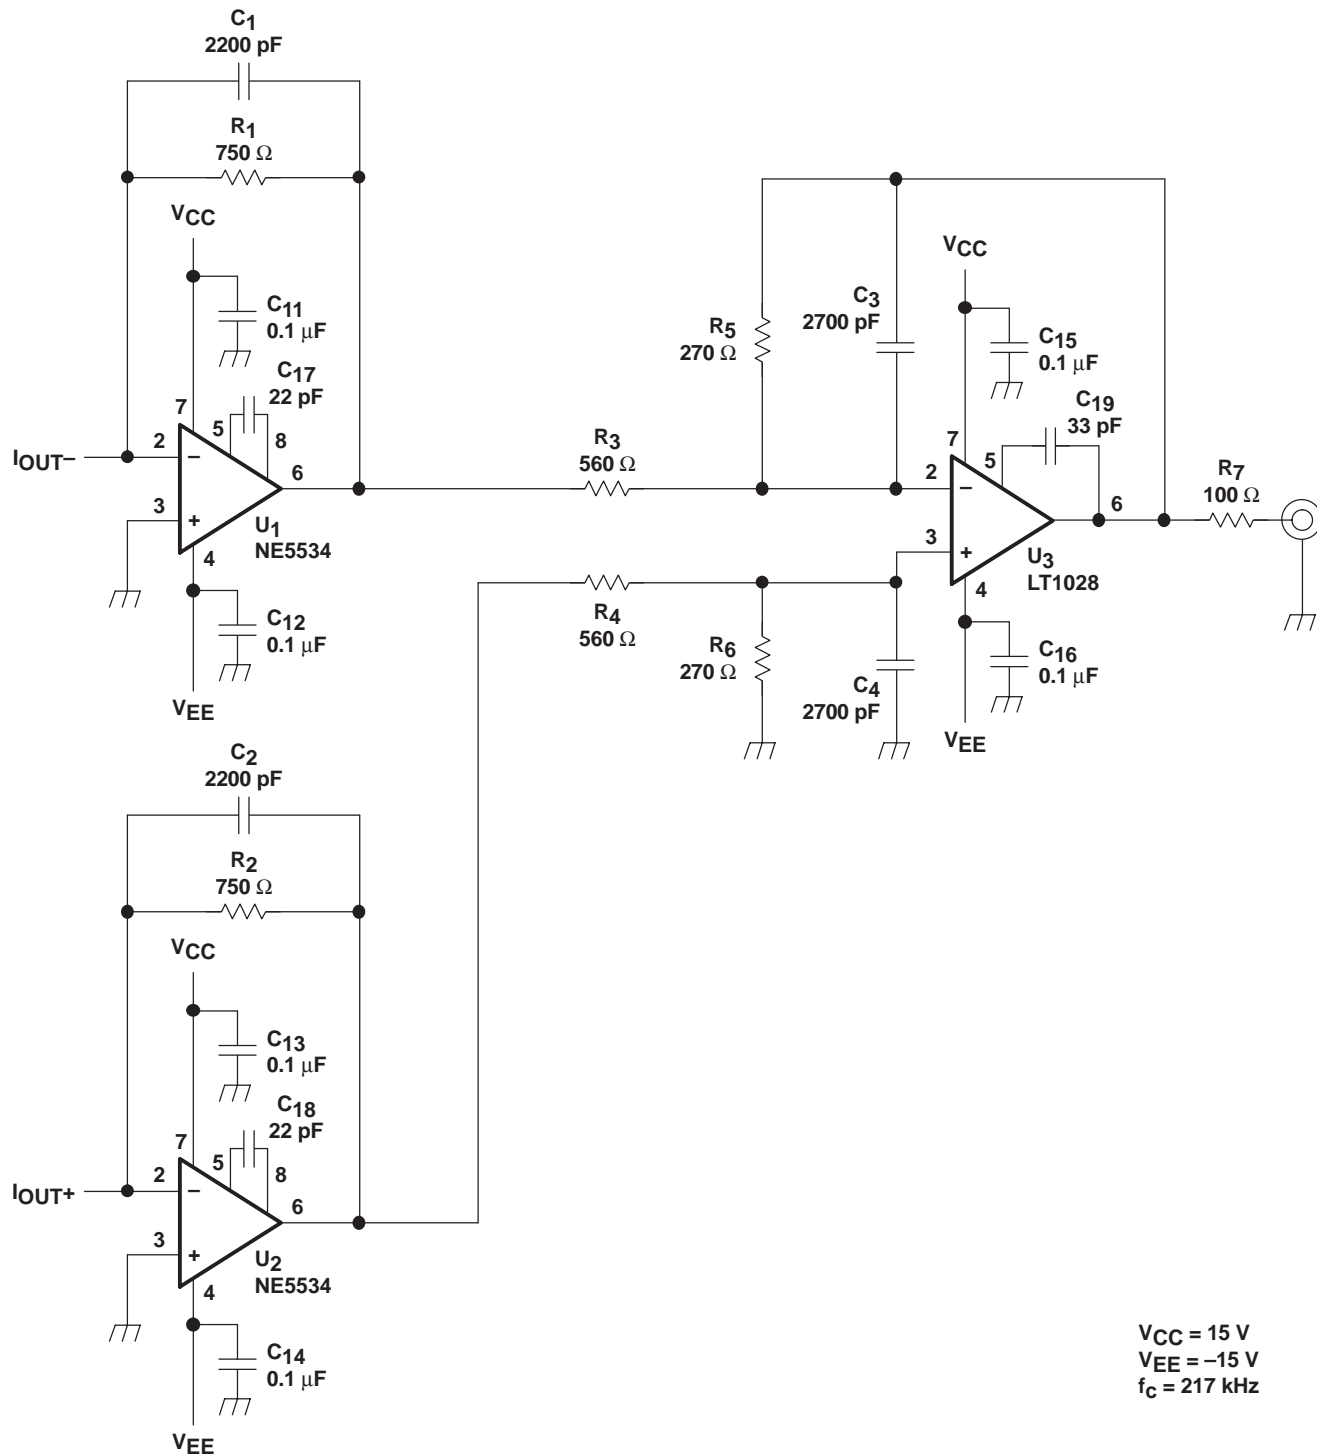 C1
2200 pF
R1
750 Ω
VCC
C11
0.1 µF
C17
22 pF
7
5
8
2
IOUT–
–
6
3
+
U1
NE5534
4
C12
0.1 µF
VEE
R3
560 Ω
R5
270 Ω
C3
2700 pF
VCC
C15
0.1 µF
C19
33 pF
7
5
2
–
6
R7
100 Ω
3
+
U3
LT1028
4
R4
560 Ω
R6
270 Ω
C4
2700 pF
C16
0.1 µF
VEE
C2
2200 pF
R2
750 Ω
VCC
C13
0.1 µF
C18
22 pF
7
5
8
2
IOUT+
–
6
3
+
U2
NE5534
4
C14
0.1 µF
VEE
VCC = 15 V
VEE = –15 V
fc = 217 kHz